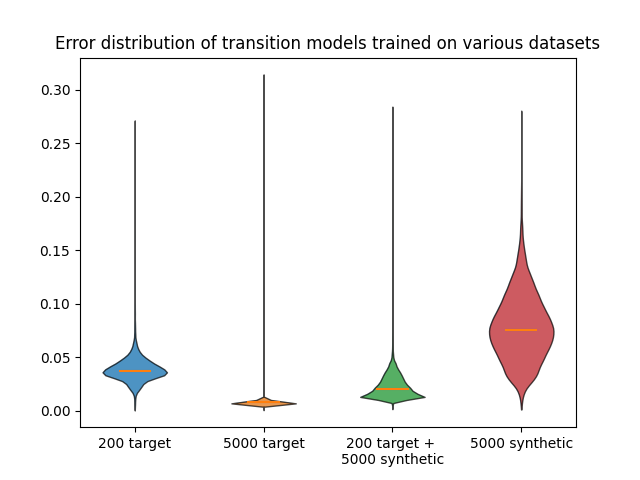 Error distribution of transition models trained on various datasets
0.30
0.25
0.20
0.15
0.10
0.05
0.00
200 target
5000 target
200 target +
5000 synthetic
5000 synthetic